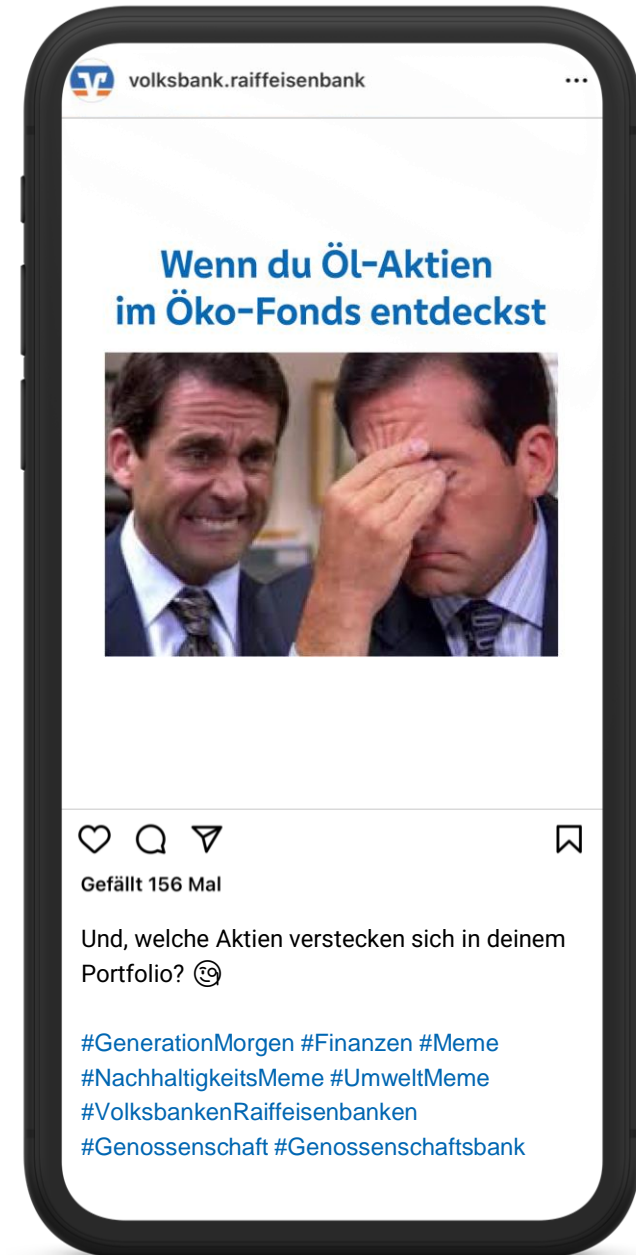 volksbank.raiffeisenbank
Wenn du Öl-Aktien
im Öko-Fonds entdeckst
Gefällt 156 Mal
Und, welche Aktien verstecken sich in deinem
Portfolio? 🧐
#GenerationMorgen #Finanzen #Meme
#NachhaltigkeitsMeme #UmweltMeme
#VolksbankenRaiffeisenbanken
#Genossenschaft #Genossenschaftsbank